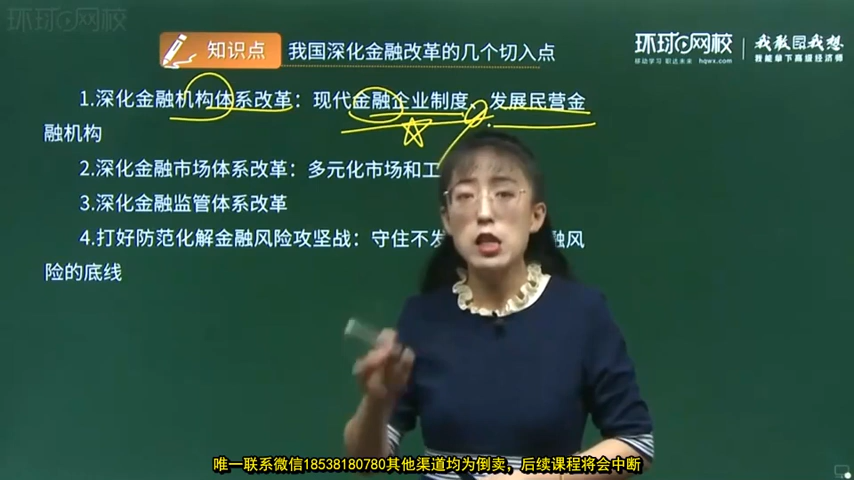 环球网校
知识点 我国深化金融改革的几个切入点
环球网校
移动学习 职达未来 hqwx.com
我敢因我想
我能拿下高级经济师
1.深化金融机构体系改革：现代金融企业制度、发展民营金
融机构
2.深化金融市场体系改革：多元化市场和工
3.深化金融监管体系改革
4.打好防范化解金融风险攻坚战：守住不发 融风
险的底线
唯一联系微信18538180780其他渠道均为倒卖，后续课程将会中断